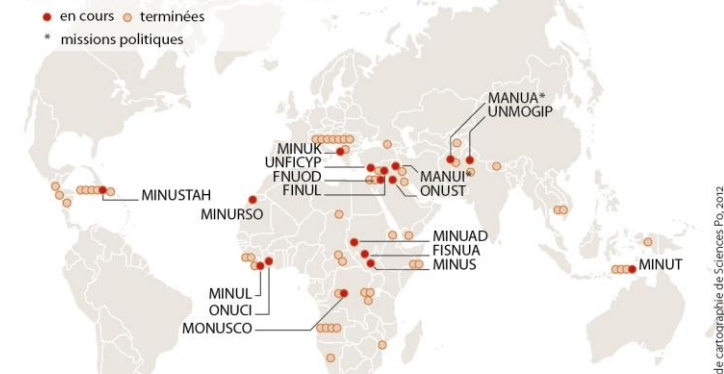 en cours terminées
* missions politiques
MANUA*
UNMOGIP
MINUK
UNFICYP
FNUOD
FINUL
MANUI*
ONUST
MINUSTAH
MINURSO
MINUAD
FISNUA
MINUS
MINUT
MINUL
ONUCI
MONUSCO
de cartographie de Sciences Po, 2012